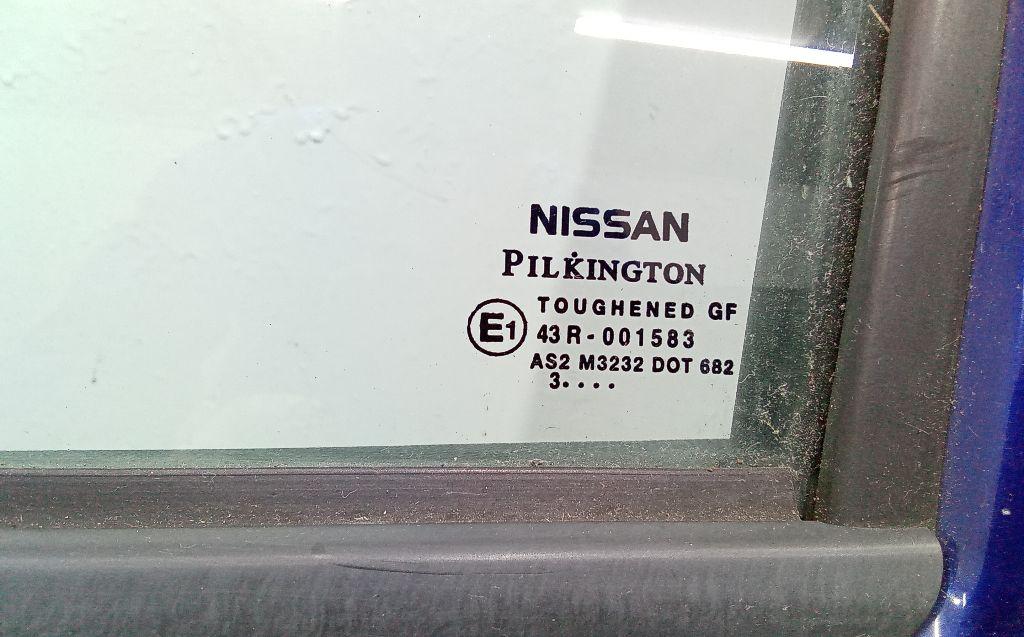 NISSAN
PILKINGTON
TOUGHENED GF
E1 43R-001583
AS2 M3232 DOT 682
3....